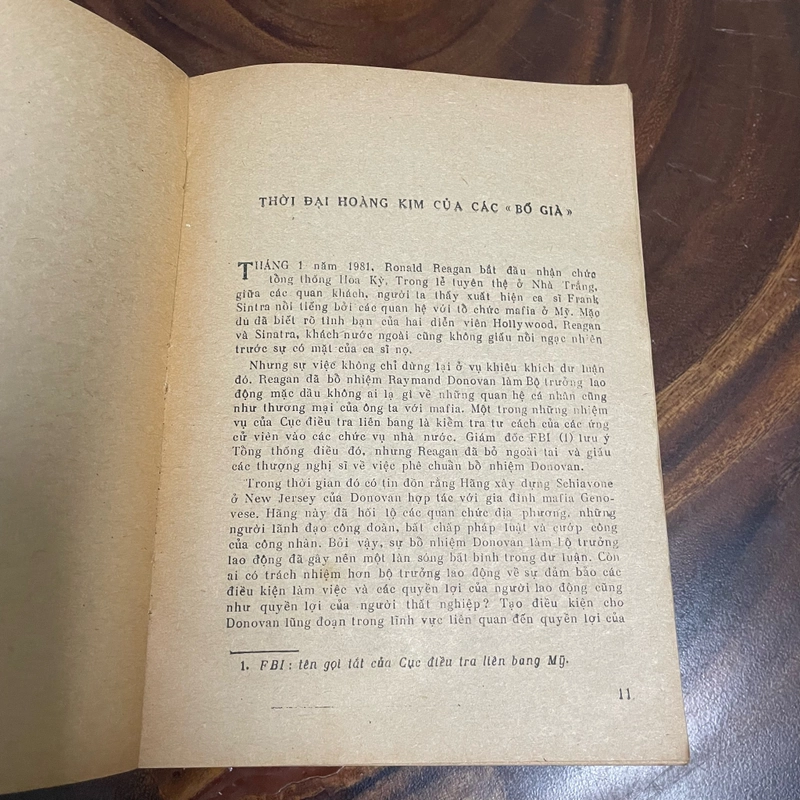 THỜI ĐẠI HOÀNG KIM CỦA CÁC «BỐ GIÀ»
THÁNG 1 năm 1981, Ronald Reagan bắt đầu nhận chức
tổng thống Hoa Kỳ. Trong lễ tuyên thệ ở Nhà Trắng,
giữa các quan khách, người ta thấy xuất hiện ca sĩ Frank
Sintra nổi tiếng bởi các quan hệ với tổ chức mafia ở Mỹ. Mặc
dù đã biết rõ tình bạn của hai diễn viên Hollywood, Reagan
và Sinatra, khách nước ngoài cũng không giấu nổi ngạc nhiên
trước sự có mặt của ca sĩ nọ.
Nhưng sự việc không chỉ dừng lại ở vụ khiêu khích dư luận
đó. Reagan đã bổ nhiệm Raymand Donovan làm Bộ trưởng lao
động mặc dầu không ai lạ gì về những quan hệ cá nhân cũng
như thương mại của ông ta với mafia. Một trong những nhiệm
vụ của Cục điều tra liên bang là kiểm tra tư cách của các ứng
cử viên vào các chức vụ nhà nước. Giám đốc FBI (1) lưu ý
Tổng thống điều đó, nhưng Reagan đã bỏ ngoài tai và giấu
các thượng nghị sĩ về việc phê chuẩn bổ nhiệm Donovan.
Trong thời gian đó có tin đồn rằng Hãng xây dựng Schiavone
ở New Jersey của Donovan hợp tác với gia đình mafia Geno-
vese. Hãng này đã hối lộ các quan chức địa phương, những
người lãnh đạo công đoàn, bất chấp pháp luật và cướp công
của công nhân. Bởi vậy, sự bổ nhiệm Donovan làm bộ trưởng
lao động đã gây nên một làn sóng bất bình trong dư luận. Còn
ai có trách nhiệm hơn bộ trưởng lao động về sự đảm bảo các
điều kiện làm việc và các quyền lợi của người lao động cũng
như quyền lợi của người thất nghiệp? Tạo điều kiện cho
Donovan lũng đoạn trong lĩnh vực liên quan đến quyền lợi của
1. FBI: tên gọi tắt của Cục điều tra liên bang Mỹ.
11